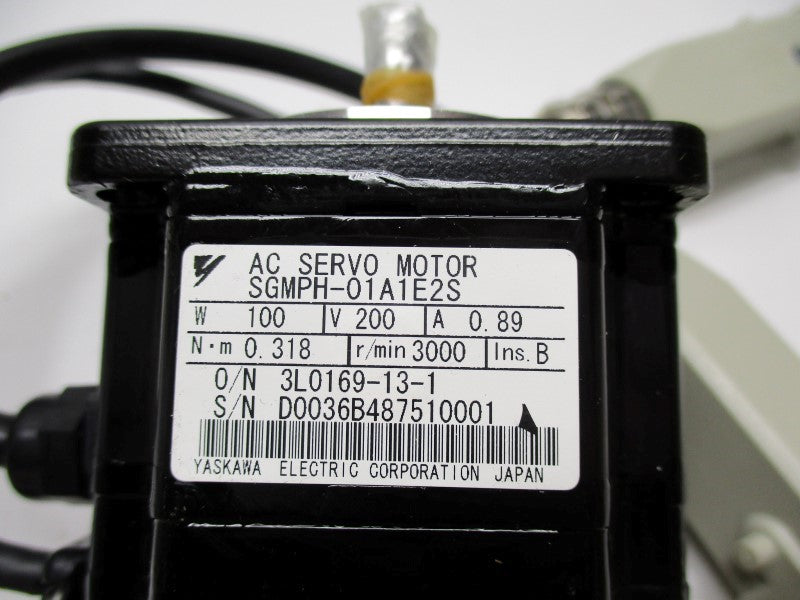 AC SERVO MOTOR
SGMPH-01A1E2S
W 100 V 200 A 0.89
N·m 0.318 r/min 3000 Ins. B
O/N 3L0169-13-1
S/N D0036B487510001
YASKAWA ELECTRIC CORPORATION JAPAN